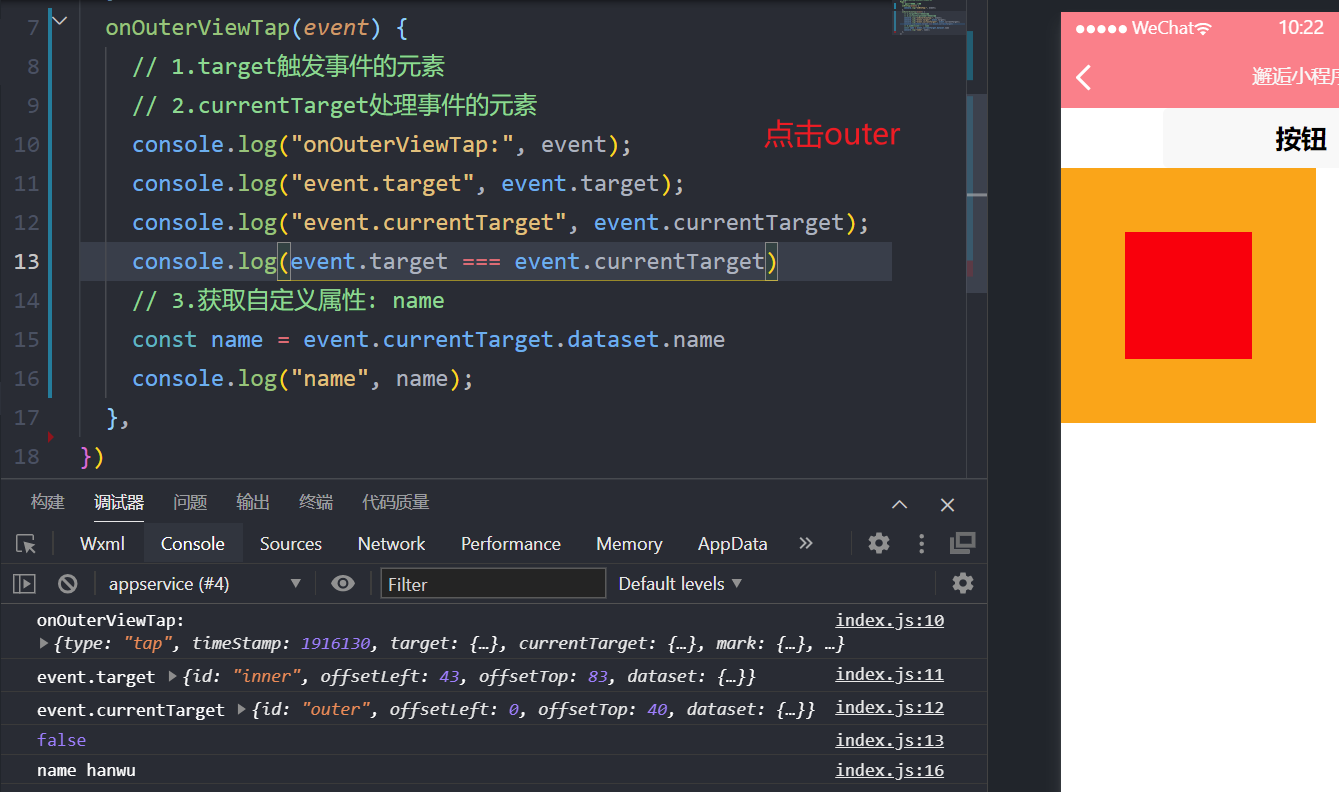 7 onOuterViewTap(event) {
8 // 1.target触发事件的元素
9 // 2.currentTarget处理事件的元素
10 console.log("onOuterViewTap:", event);
11 console.log("event.target", event.target);
12 console.log("event.currentTarget", event.currentTarget);
13 console.log(event.target === event.currentTarget)
14 // 3.获取自定义属性: name
15 const name = event.currentTarget.dataset.name
16 console.log("name", name);
17 },
18 })
点击outer
WeChat 10:22
邂逅小程序
按钮
构建 调试器 问题 输出 终端 代码质量
Wxml Console Sources Network Performance Memory AppData
appservice (#4) Filter Default levels
onOuterViewTap: index.js:10
{type: "tap", timeStamp: 1916130, target: {…}, currentTarget: {…}, mark: {…}, …}
event.target {id: "inner", offsetLeft: 43, offsetTop: 83, dataset: {…}} index.js:11
event.currentTarget {id: "outer", offsetLeft: 0, offsetTop: 40, dataset: {…}} index.js:12
false index.js:13
name hanwu index.js:16